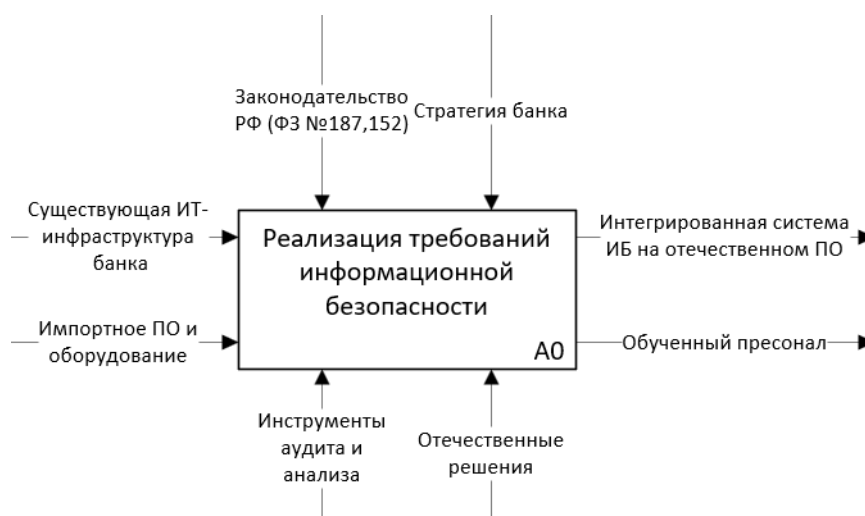 Законодательство
РФ (ФЗ №187,152)
Стратегия банка
Существующая ИТ-
инфраструктура
банка
Импортное ПО и
оборудование
Реализация требований
информационной
безопасности
А0
Интегрированная система
ИБ на отечественном ПО
Обученный пресонал
Инструменты
аудита и
анализа
Отечественные
решения